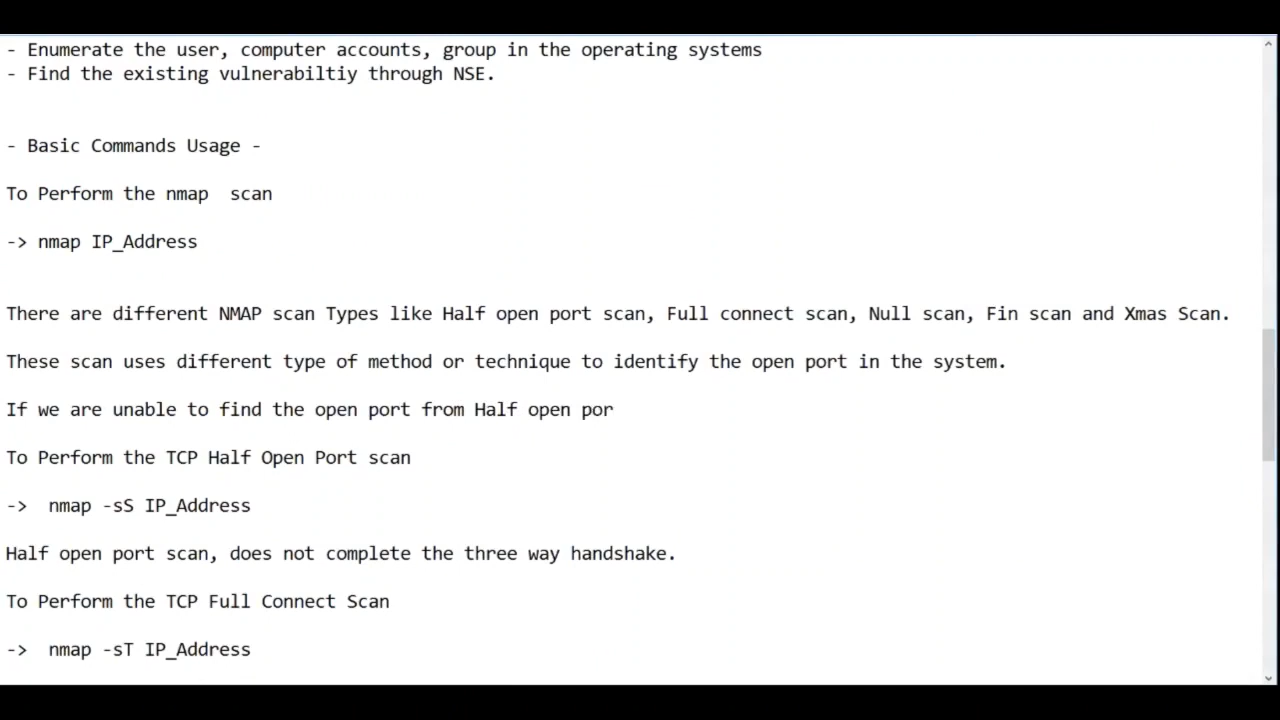 - Enumerate the user, computer accounts, group in the operating systems
- Find the existing vulnerabiltiy through NSE.
- Basic Commands Usage -
To Perform the nmap  scan
-> nmap IP_Address
There are different NMAP scan Types like Half open port scan, Full connect scan, Null scan, Fin scan and Xmas Scan.
These scan uses different type of method or technique to identify the open port in the system.
If we are unable to find the open port from Half open por
To Perform the TCP Half Open Port scan
->  nmap -sS IP_Address
Half open port scan, does not complete the three way handshake.
To Perform the TCP Full Connect Scan
->  nmap -sT IP_Address